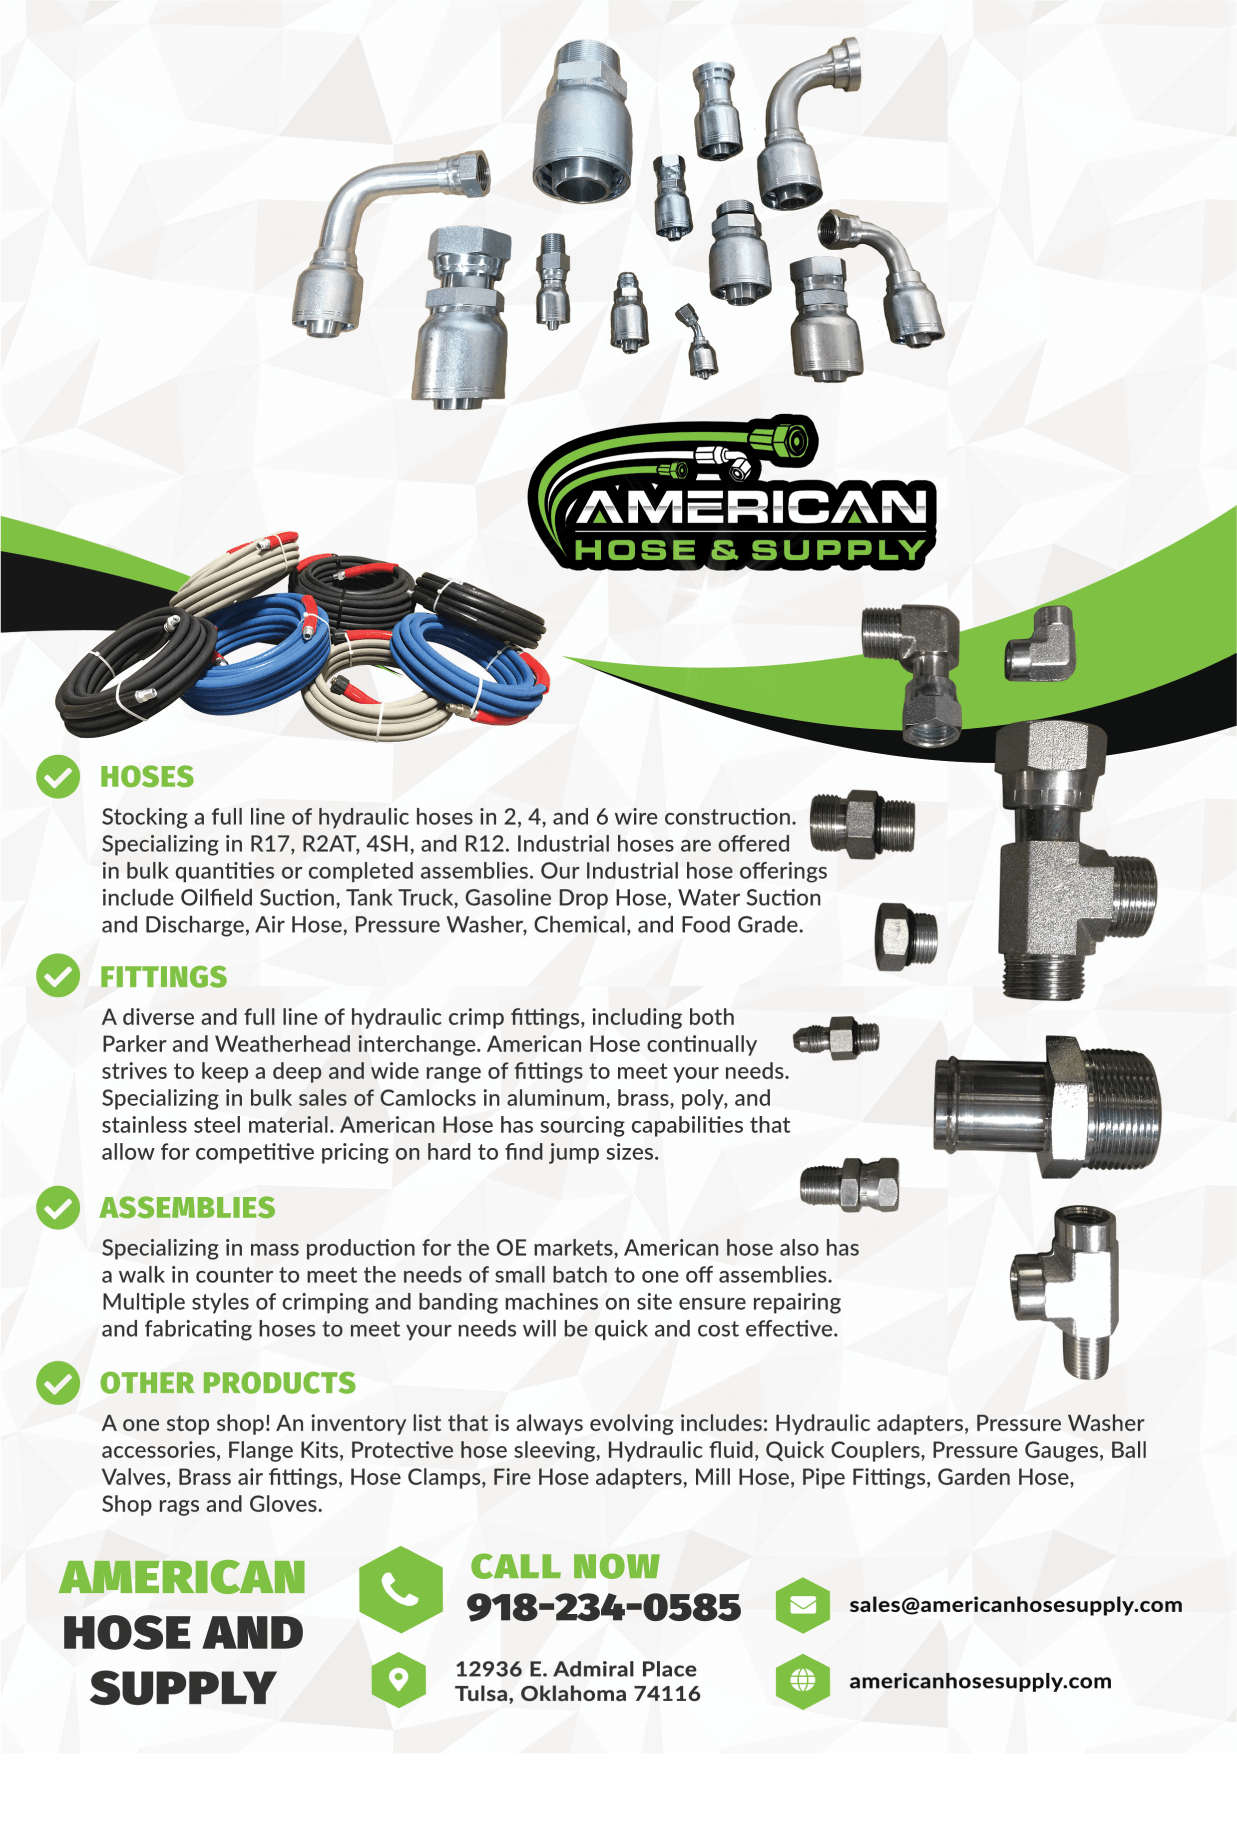 AMERICAN
HOSE & SUPPLY
HOSES
Stocking a full line of hydraulic hoses in 2, 4, and 6 wire construction.
Specializing in R17, R2AT, 4SH, and R12. Industrial hoses are offered
in bulk quantities or completed assemblies. Our Industrial hose offerings
include Oilfield Suction, Tank Truck, Gasoline Drop Hose, Water Suction
and Discharge, Air Hose, Pressure Washer, Chemical, and Food Grade.
FITTINGS
A diverse and full line of hydraulic crimp fittings, including both
Parker and Weatherhead interchange. American Hose continually
strives to keep a deep and wide range of fittings to meet your needs.
Specializing in bulk sales of Camlocks in aluminum, brass, poly, and
stainless steel material. American Hose has sourcing capabilities that
allow for competitive pricing on hard to find jump sizes.
ASSEMBLIES
Specializing in mass production for the OE markets, American hose also has
a walk in counter to meet the needs of small batch to one off assemblies.
Multiple styles of crimping and banding machines on site ensure repairing
and fabricating hoses to meet your needs will be quick and cost effective.
OTHER PRODUCTS
A one stop shop! An inventory list that is always evolving includes: Hydraulic adapters, Pressure Washer
accessories, Flange Kits, Protective hose sleeving, Hydraulic fluid, Quick Couplers, Pressure Gauges, Ball
Valves, Brass air fittings, Hose Clamps, Fire Hose adapters, Mill Hose, Pipe Fittings, Garden Hose,
Shop rags and Gloves.
AMERICAN
HOSE AND
SUPPLY
CALL NOW
918-234-0585
12936 E. Admiral Place
Tulsa, Oklahoma 74116
sales@americanhosesupply.com
americanhosesupply.com